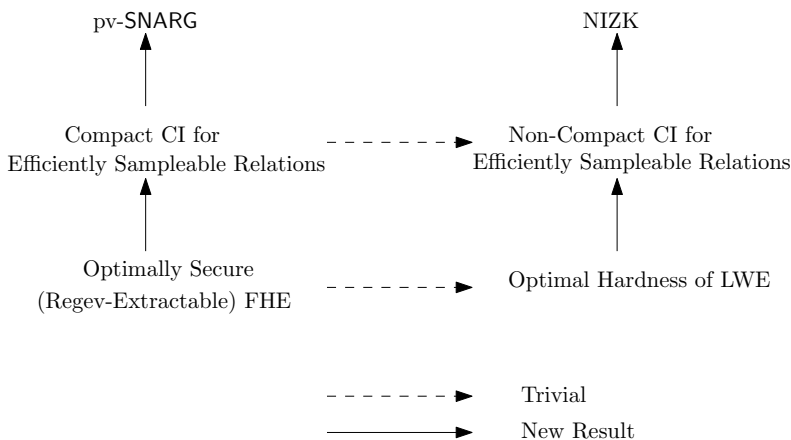 pv-SNARG
NIZK
Compact CI for
Efficiently Sampleable Relations
Non-Compact CI for
Efficiently Sampleable Relations
Optimally Secure
(Regev-Extractable) FHE
Optimal Hardness of LWE
Trivial
New Result